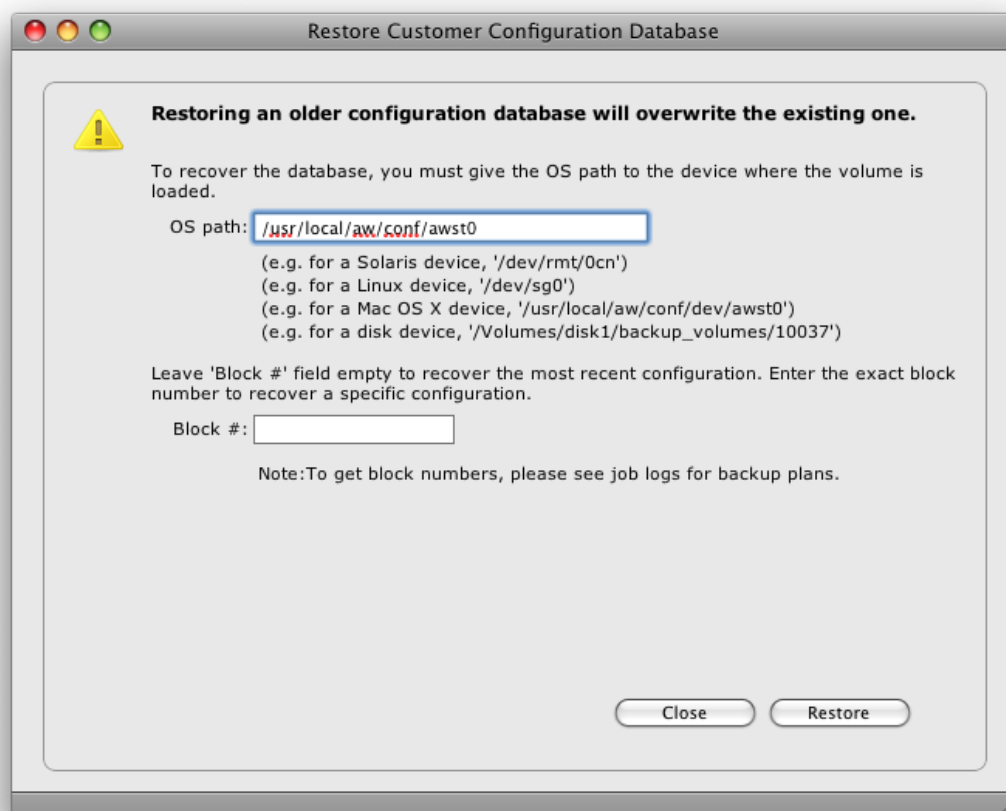 Restore Customer Configuration Database
Restoring an older configuration database will overwrite the existing one.
To recover the database, you must give the OS path to the device where the volume is
loaded.
OS path: /usr/local/aw/conf/awst0
(e.g. for a Solaris device, '/dev/rmt/0cn')
(e.g. for a Linux device, '/dev/sg0')
(e.g. for a Mac OS X device, '/usr/local/aw/conf/dev/awst0')
(e.g. for a disk device, '/Volumes/disk1/backup_volumes/10037')
Leave 'Block #' field empty to recover the most recent configuration. Enter the exact block
number to recover a specific configuration.
Block #:
Note:To get block numbers, please see job logs for backup plans.
Close Restore